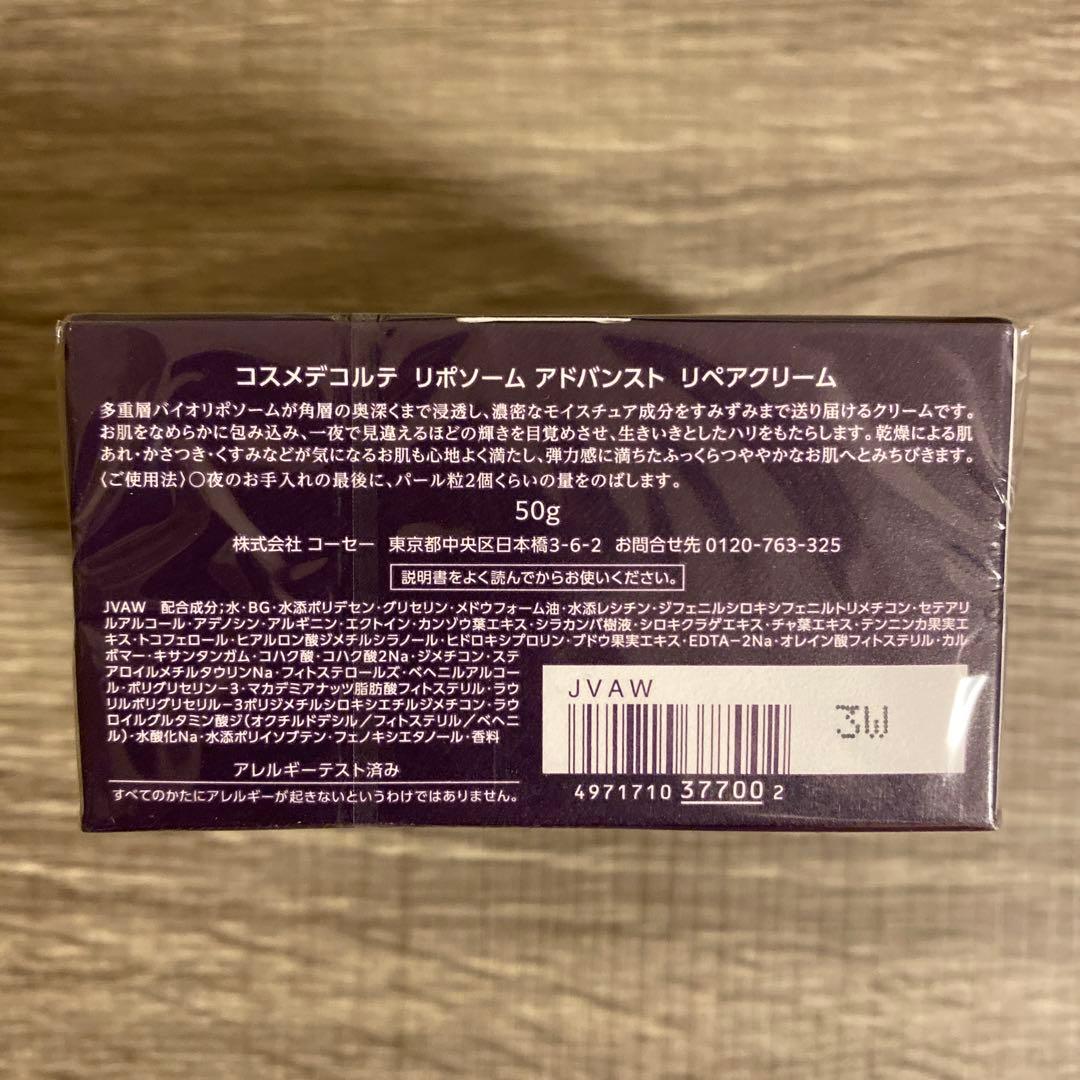 コスメデコルテ リポソーム アドバンスト リペアクリーム
多重層バイオリポソームが角層の奥深くまで浸透し、濃密なモイスチュア成分をすみずみまで送り届けるクリームです。
お肌をなめらかに包み込み、一夜で見違えるほどの輝きを目覚めさせ、生きいきとしたハリをもたらします。乾燥による肌
あれ・かさつき・くすみなどが気になるお肌も心地よく満たし、弾力感に満ちたふっくらつややかなお肌へとみちびきます。
〈ご使用法〉○夜のお手入れの最後に、パール粒2個くらいの量をのばします。
50g
株式会社 コーセー 東京都中央区日本橋3-6-2 お問合せ先 0120-763-325
説明書をよく読んでからお使いください。
JVAW 配合成分;水・BG・水添ポリデセン・グリセリン・メドウフォーム油・水添レシチン・ジフェニルシロキシフェニルトリメチコン・セテアリ
ルアルコール・アデノシン・アルギニン・エクトイン・カンゾウ葉エキス・シラカンバ樹液・シロキクラゲエキス・チャ葉エキス・テンニンカ果実エ
キス・トコフェロール・ヒアルロン酸ジメチルシラノール・ヒドロキシプロリン・ブドウ果実エキス・EDTA-2Na・オレイン酸フィトステリル・カル
ボマー・キサンタンガム・コハク酸・コハク酸2Na・ジメチコン・ステ
アロイルメチルタウリンNa・フィトステロールズ・ベヘニルアルコー
ル・ポリグリセリン-3・マカデミアナッツ脂肪酸フィトステリル・ラウ
リルポリグリセリル-3ポリジメチルシロキシエチルジメチコン・ラウ
ロイルグルタミン酸ジ(オクチルドデシル/フィトステリル/ベヘニ
ル)・水酸化Na・水添ポリイソブテン・フェノキシエタノール・香料
アレルギーテスト済み
すべてのかたにアレルギーが起きないというわけではありません。
JVAW
3W
4971710 37700 2